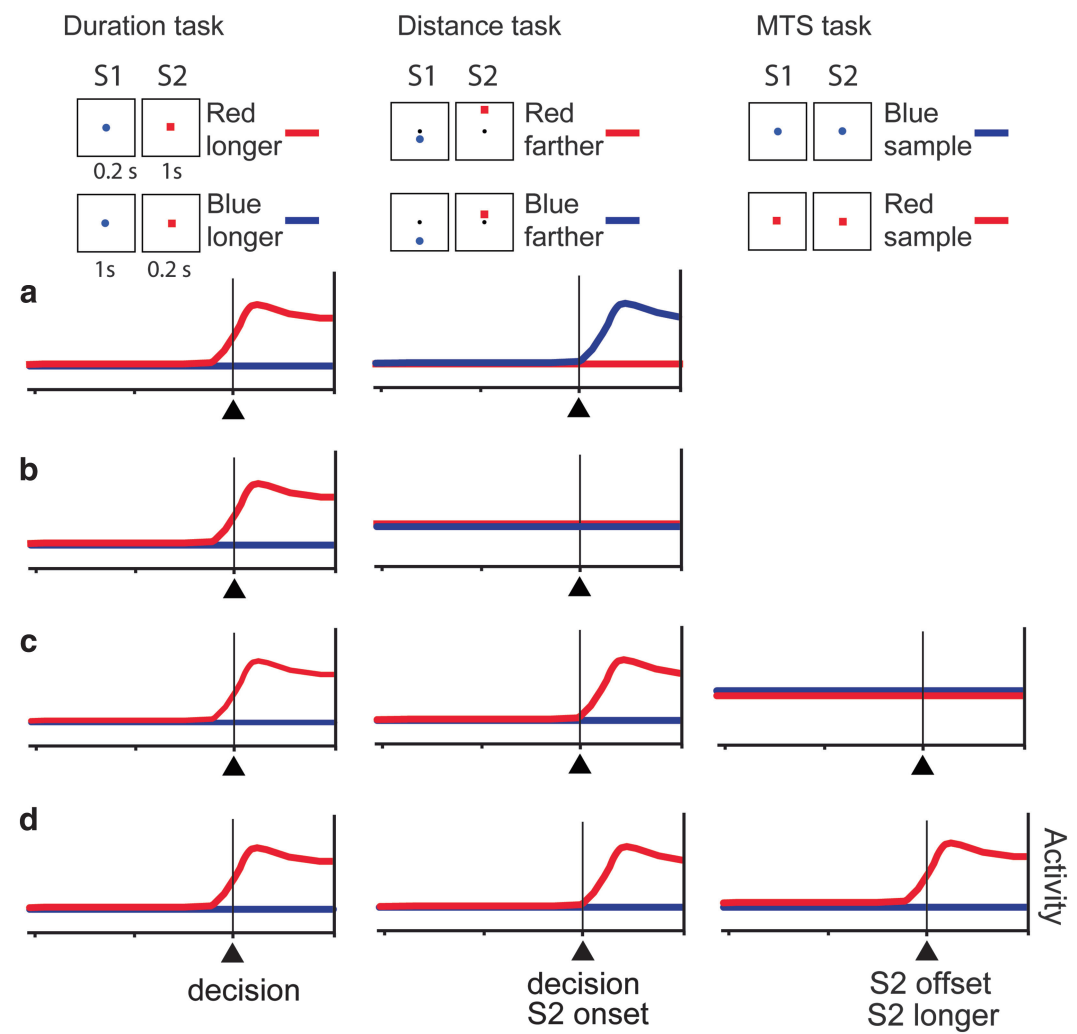 Duration task
Distance task
MTS task
S1 S2
S1 S2
S1 S2
Red
longer
0.2 s 1s
Red
farther
Blue
sample
Blue
longer
1s 0.2 s
Blue
farther
Red
sample
a
b
c
d
Activity
decision
decision
S2 onset
S2 offset
S2 longer